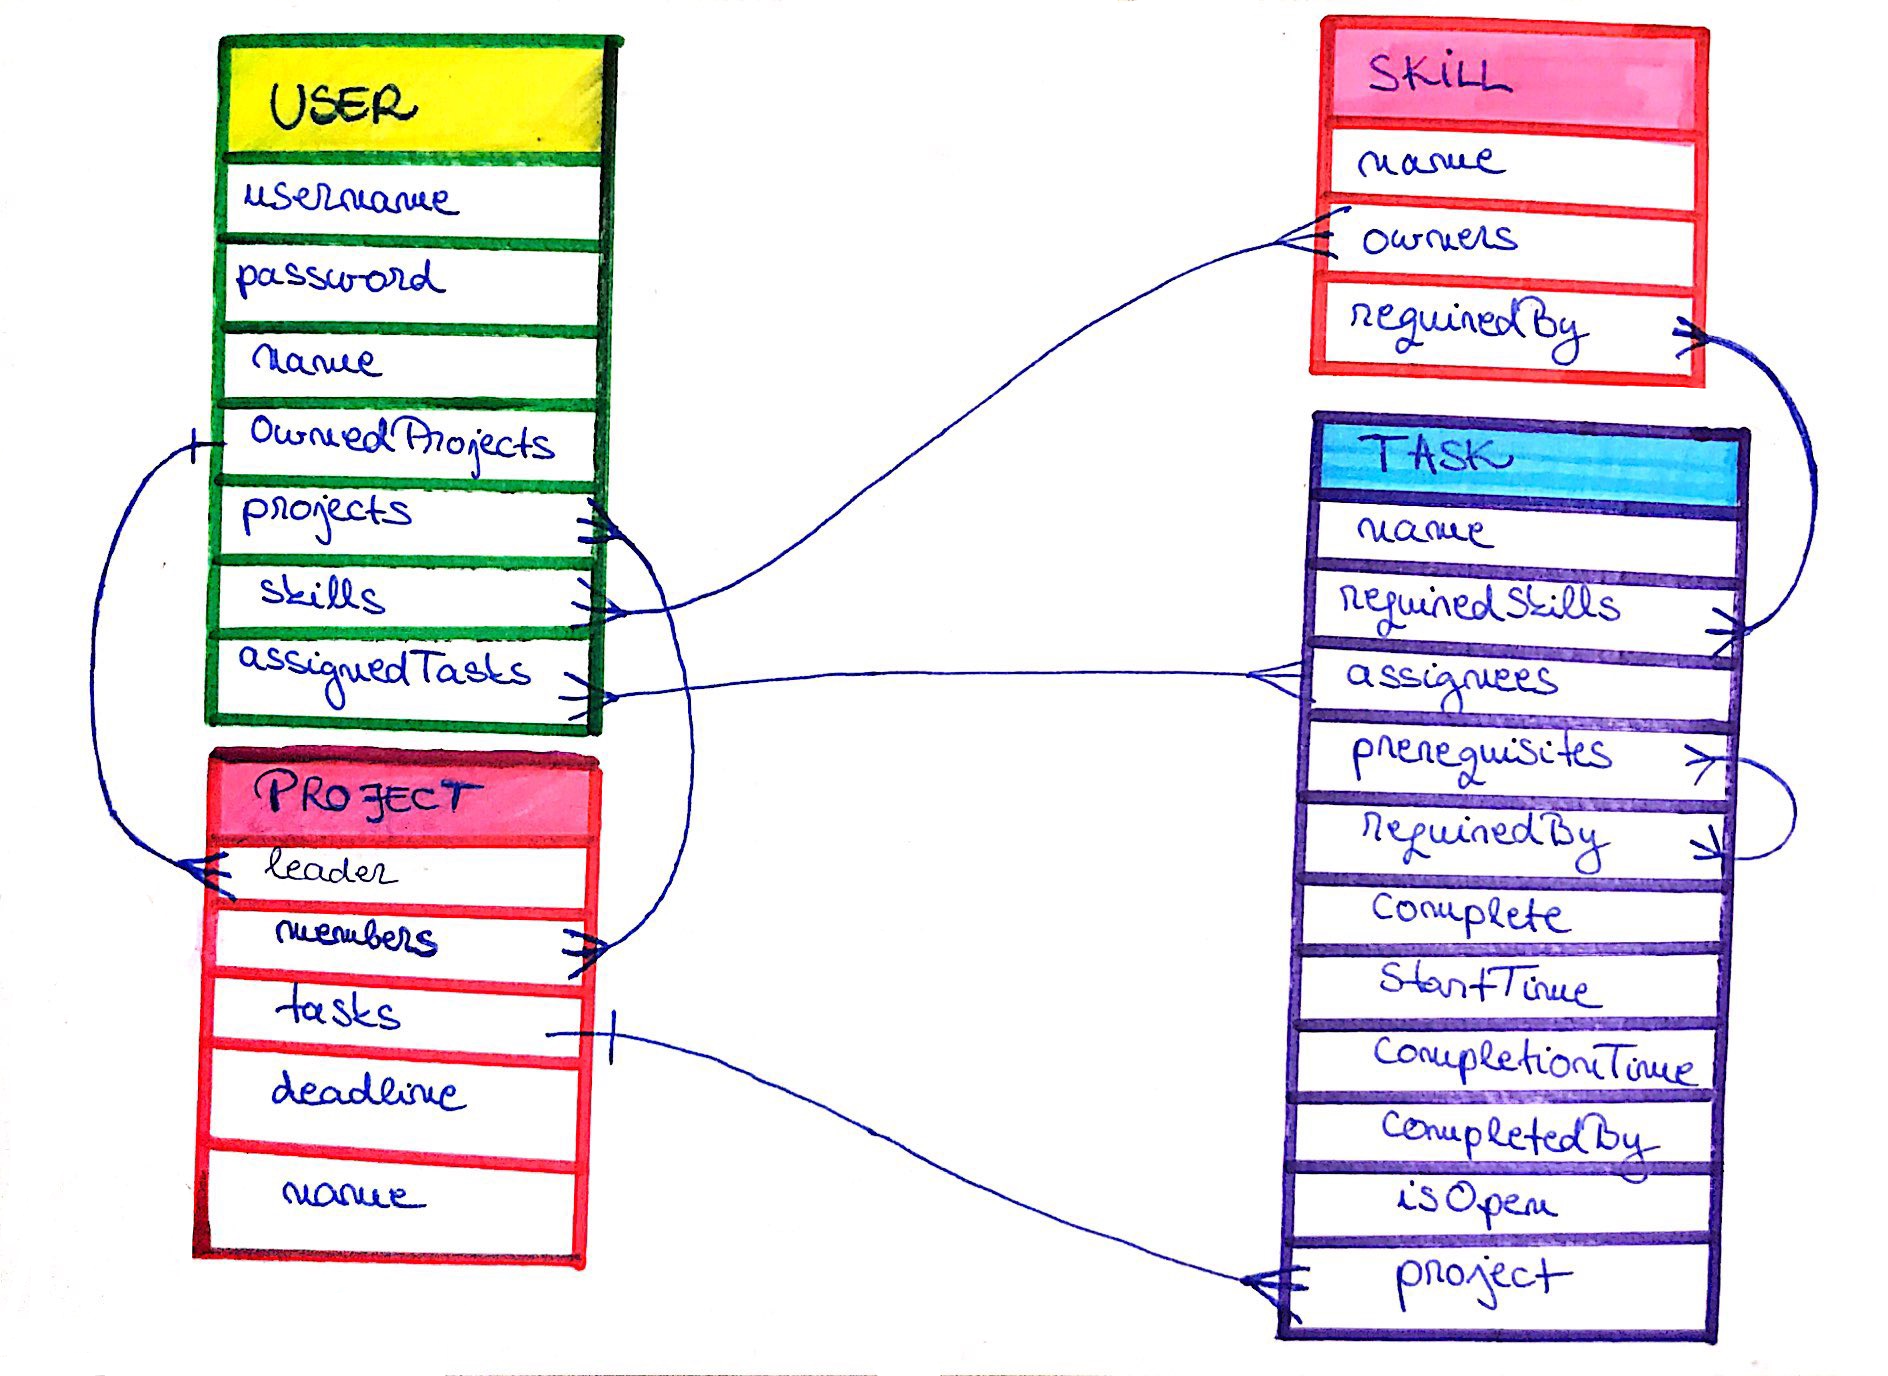 USER
username
password
name
OwnedProjects
projects
skills
assignedTasks
PROJECT
leader
members
tasks
deadline
name
SKiLL
name
owners
requiredBy
TASK
name
requiredSkills
assignees
prerequisites
requiredBy
Complete
StartTime
CompletionTime
CompletedBy
isOpen
project